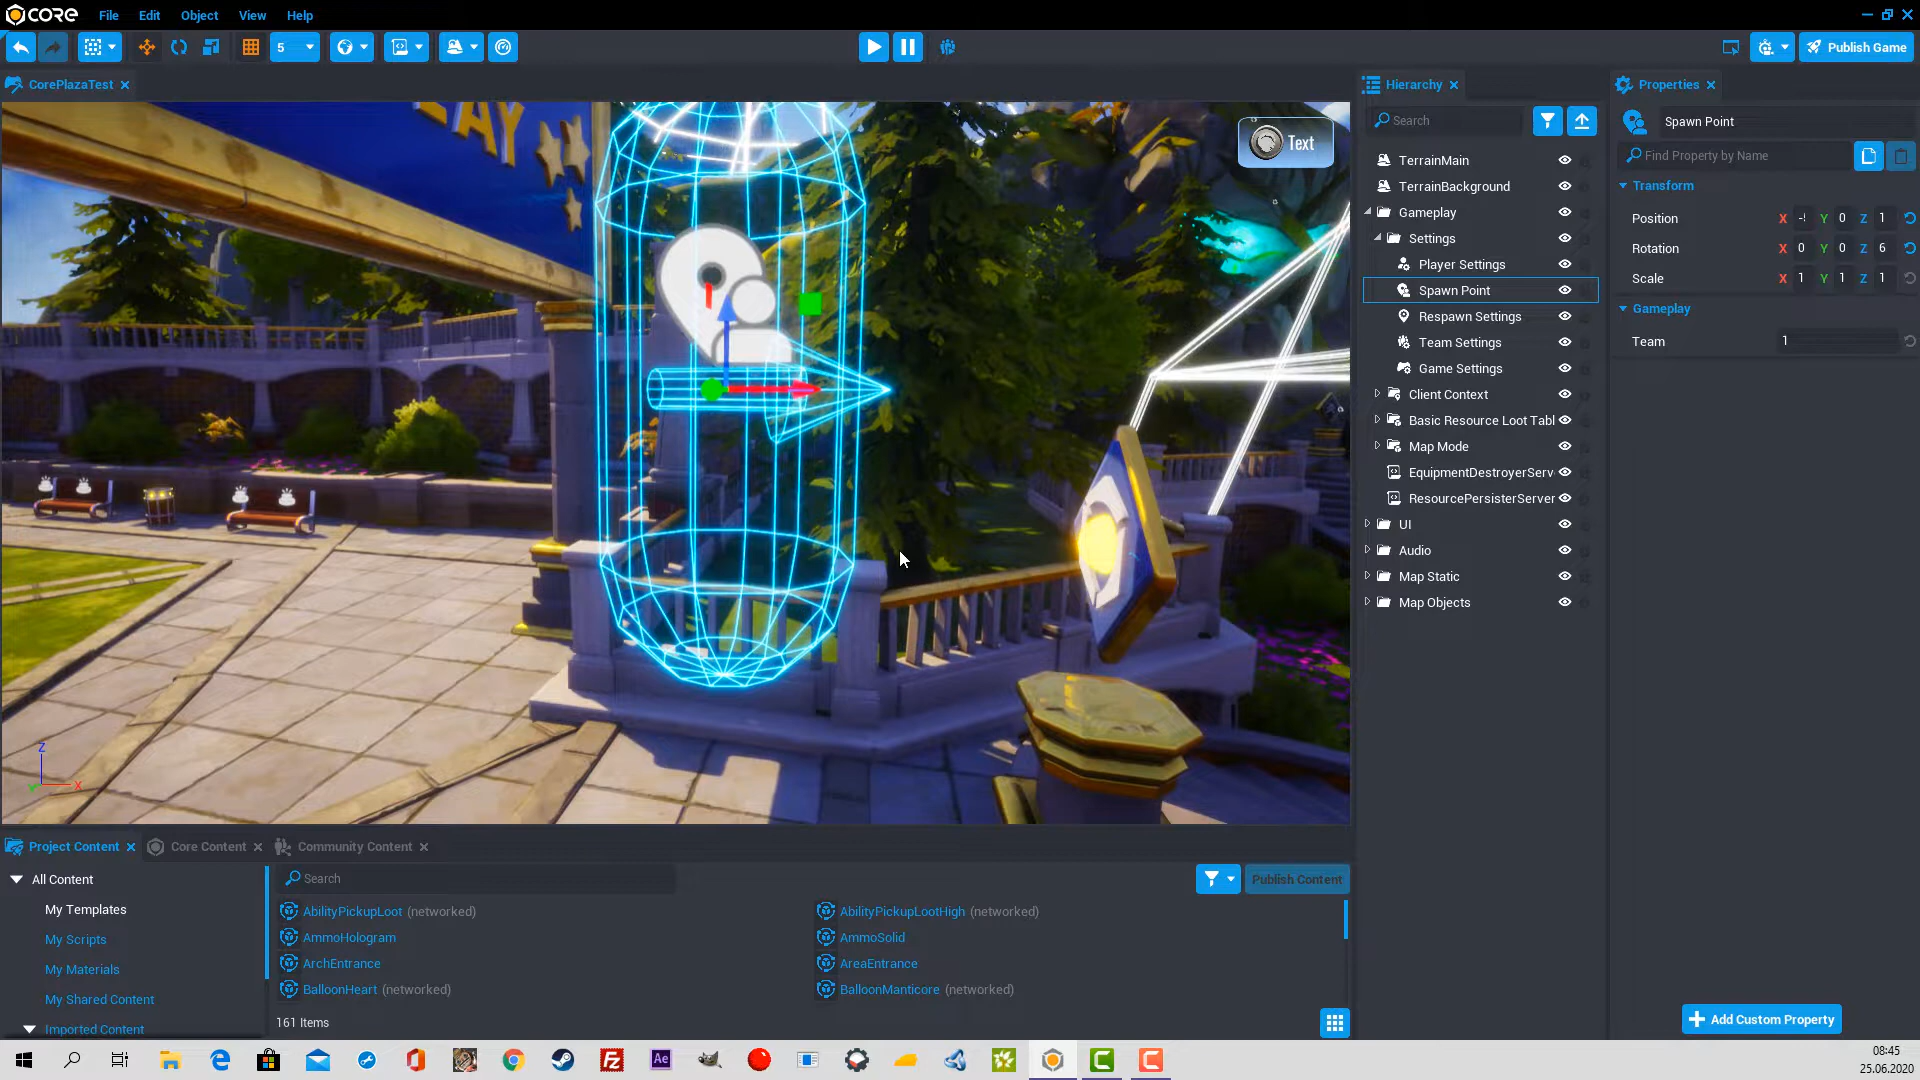 CORE
File Edit Object View Help
5
Publish Game
CorePlazaTest
Hierarchy
Properties
Search
Spawn Point
Find Property by Name
Transform
Position X Y 0 Z 1
Rotation X 0 Y 0 Z 6
Scale X 1 Y 1 Z 1
Gameplay
Team 1
TerrainMain
TerrainBackground
Gameplay
Settings
Player Settings
Spawn Point
Respawn Settings
Team Settings
Game Settings
Client Context
Basic Resource Loot Tabl
Map Mode
EquipmentDestroyerServ
ResourcePersisterServer
UI
Audio
Map Static
Map Objects
AY
Text
Z
X
Y
Project Content
Core Content
Community Content
All Content
My Templates
My Scripts
My Materials
My Shared Content
Imported Content
Search
Publish Content
AbilityPickupLoot (networked)
AbilityPickupLootHigh (networked)
AmmoHologram
AmmoSolid
ArchEntrance
AreaEntrance
BalloonHeart (networked)
BalloonManticore (networked)
161 Items
Add Custom Property
Fz
Ae
08:45
25.06.2020